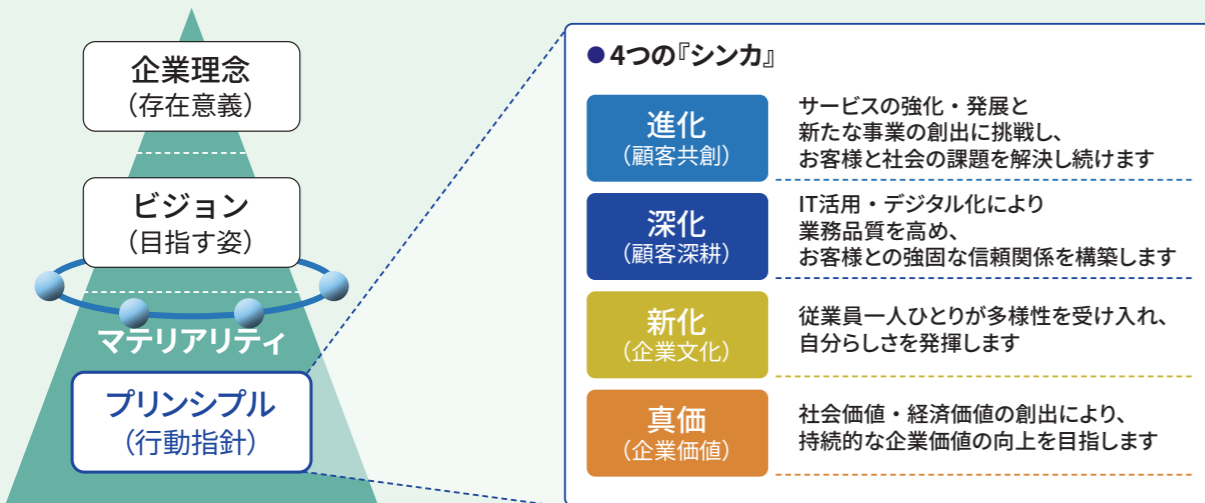 企業理念
（存在意義）
ビジョン
（目指す姿）
マテリアリティ
プリンシプル
（行動指針）
●4つの『シンカ』
進化
（顧客共創）
サービスの強化・発展と
新たな事業の創出に挑戦し、
お客様と社会の課題を解決し続けます
深化
（顧客深耕）
IT活用・デジタル化により
業務品質を高め、
お客様との強固な信頼関係を構築します
新化
（企業文化）
従業員一人ひとりが多様性を受け入れ、
自分らしさを発揮します
真価
（企業価値）
社会価値・経済価値の創出により、
持続的な企業価値の向上を目指します